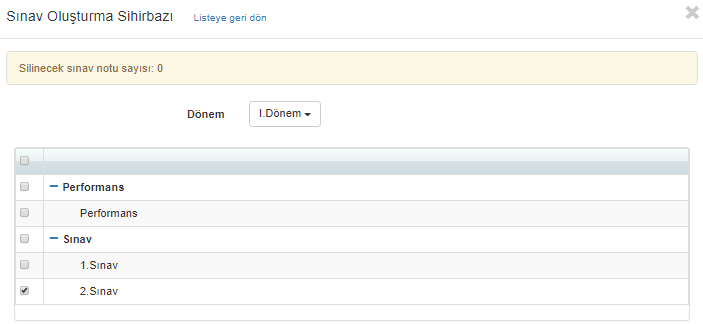 Sınav Oluşturma Sihirbazı Listeye geri dön
Silinecek sınav notu sayısı: 0
Dönem I.Dönem
Performans
Performans
Sınav
1.Sınav
2.Sınav